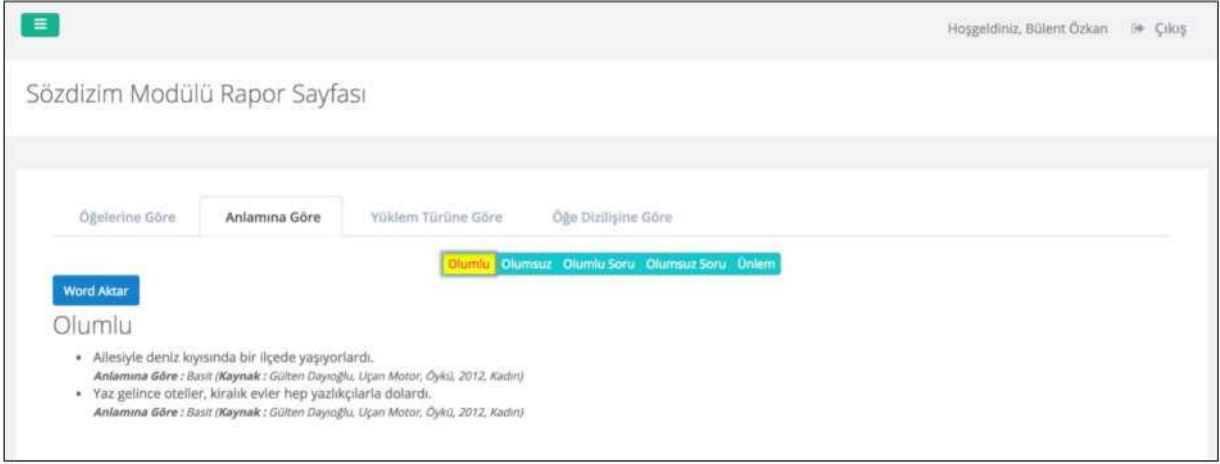 Hoşgeldiniz, Bülent Özkan Çıkış
Sözdizim Modülü Rapor Sayfası
Öğelerine Göre Anlamına Göre Yüklem Türüne Göre Öğe Dizilişine Göre
Olumlu Olumsuz Olumlu Soru Olumsuz Soru Ünlem
Word Aktar
Olumlu
• Ailesiyle deniz kıyısında bir ilçede yaşıyorlardı.
Anlamına Göre : Basit (Kaynak : Gülten Dayıoğlu, Uçan Motor, Öykü, 2012, Kadın)
• Yaz gelince oteller, kiralık evler hep yazlıkçılarla dolardı.
Anlamına Göre : Basit (Kaynak : Gülten Dayıoğlu, Uçan Motor, Öykü, 2012, Kadın)